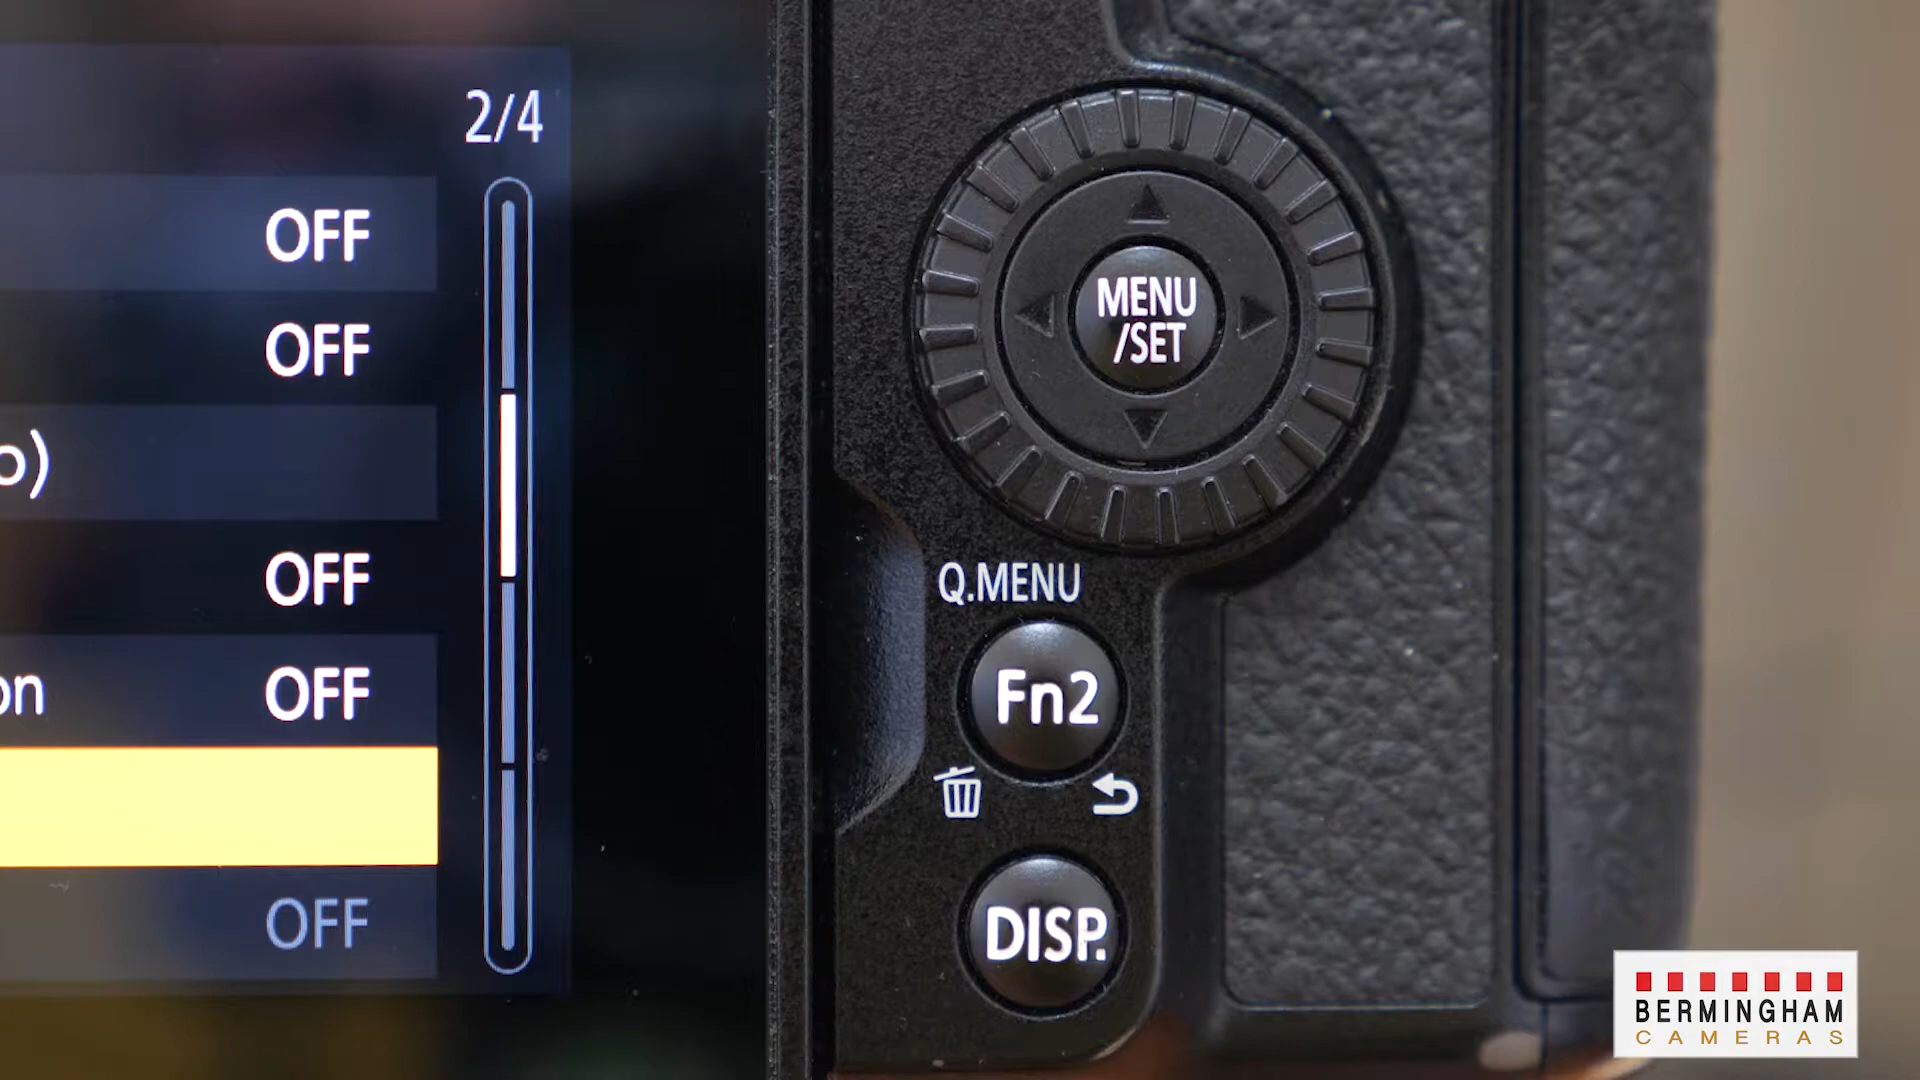 2/4
OFF
OFF
o)
OFF
on OFF
OFF
MENU
/SET
Q.MENU
Fn2
DISP.
BERMINGHAM
CAMERAS